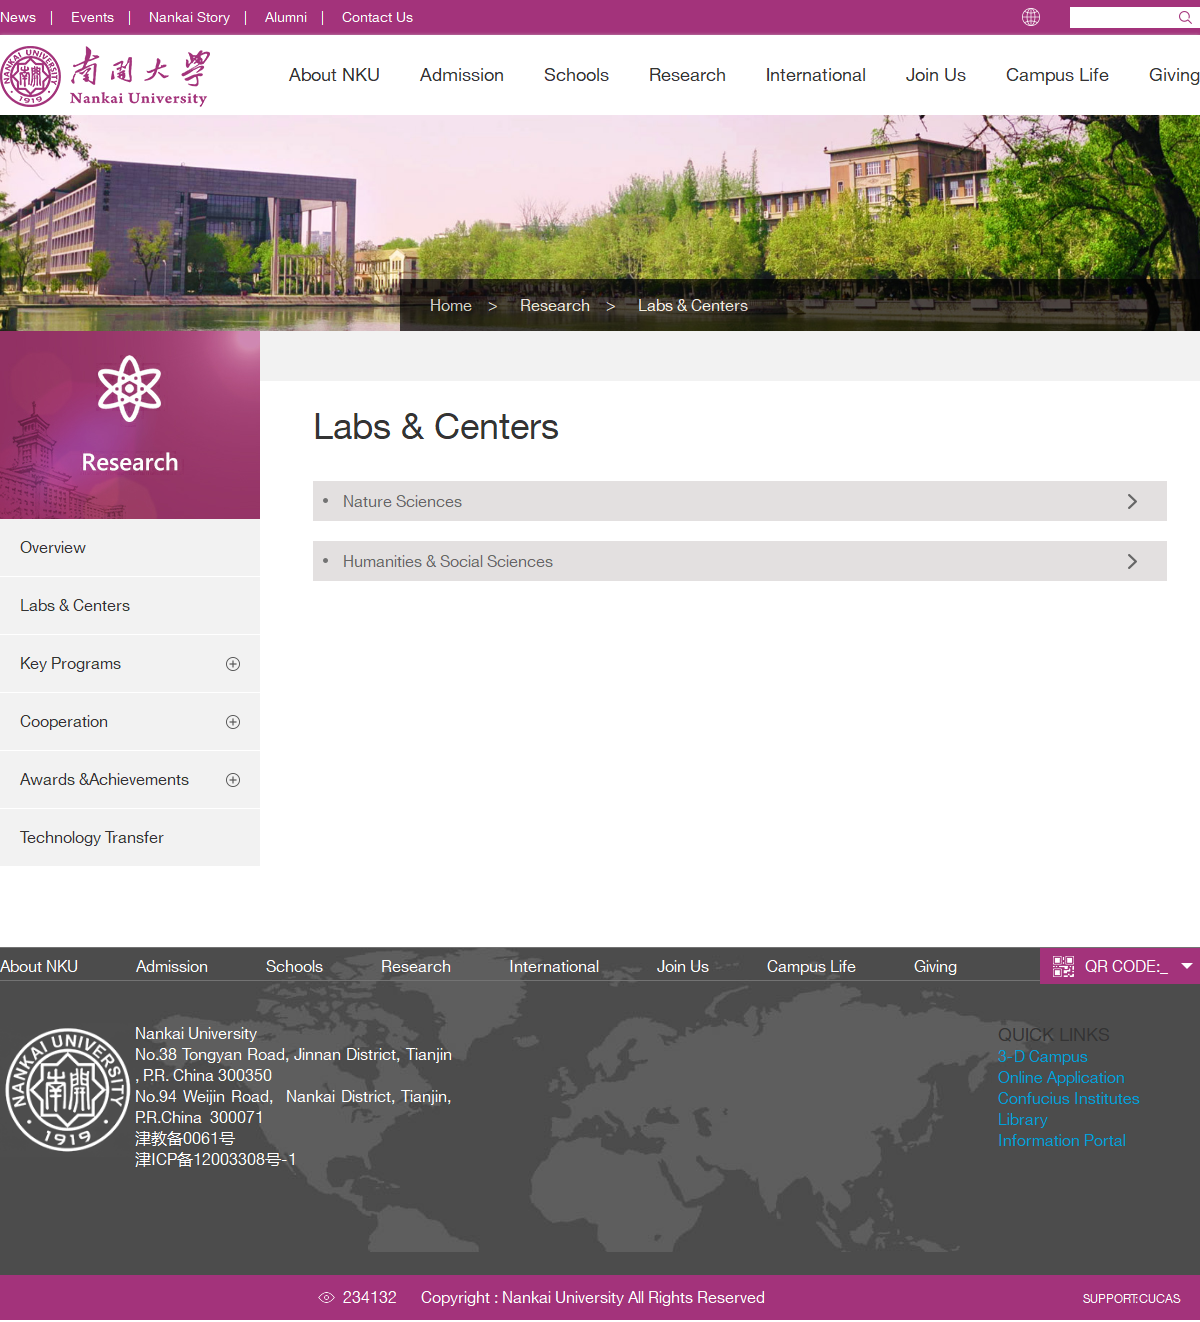 News | Events | Nankai Story | Alumni | Contact Us
NANKAI UNIVERSITY
1919
南開大學
Nankai University
About NKU Admission Schools Research International Join Us Campus Life Giving
Home > Research > Labs & Centers
Research
Labs & Centers
• Nature Sciences
• Humanities & Social Sciences
Overview
Labs & Centers
Key Programs
Cooperation
Awards &Achievements
Technology Transfer
About NKU Admission Schools Research International Join Us Campus Life Giving QR CODE:_
NANKAI UNIVERSITY
南開
1919
Nankai University
No.38 Tongyan Road, Jinnan District, Tianjin
, P.R. China 300350
No.94 Weijin Road, Nankai District, Tianjin,
P.R.China 300071
津教备0061号
津ICP备12003308号-1
QUICK LINKS
3-D Campus
Online Application
Confucius Institutes
Library
Information Portal
234132 Copyright : Nankai University All Rights Reserved SUPPORT:CUCAS